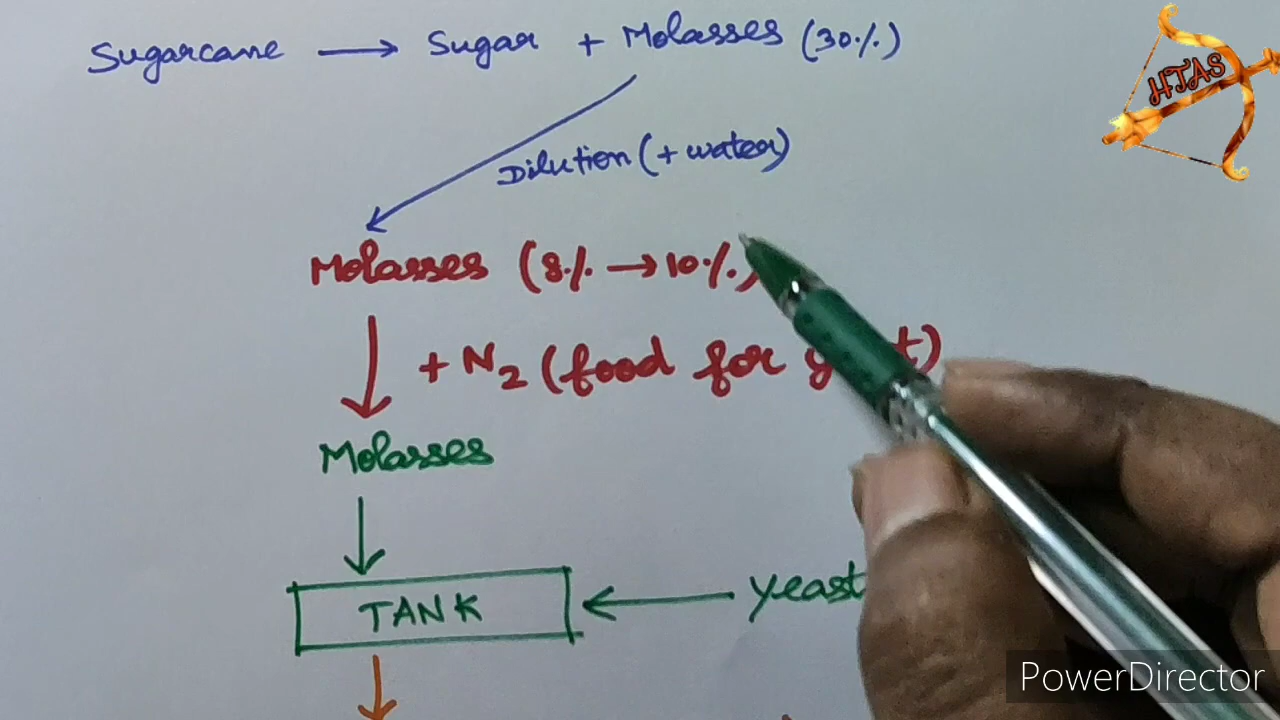 Sugarcane → Sugar + Molasses (30%)
HTAS
Dilution (+ water)
Molasses (8% → 10%)
+ N₂ (food for
Molasses
TANK ← yeast
PowerDirector